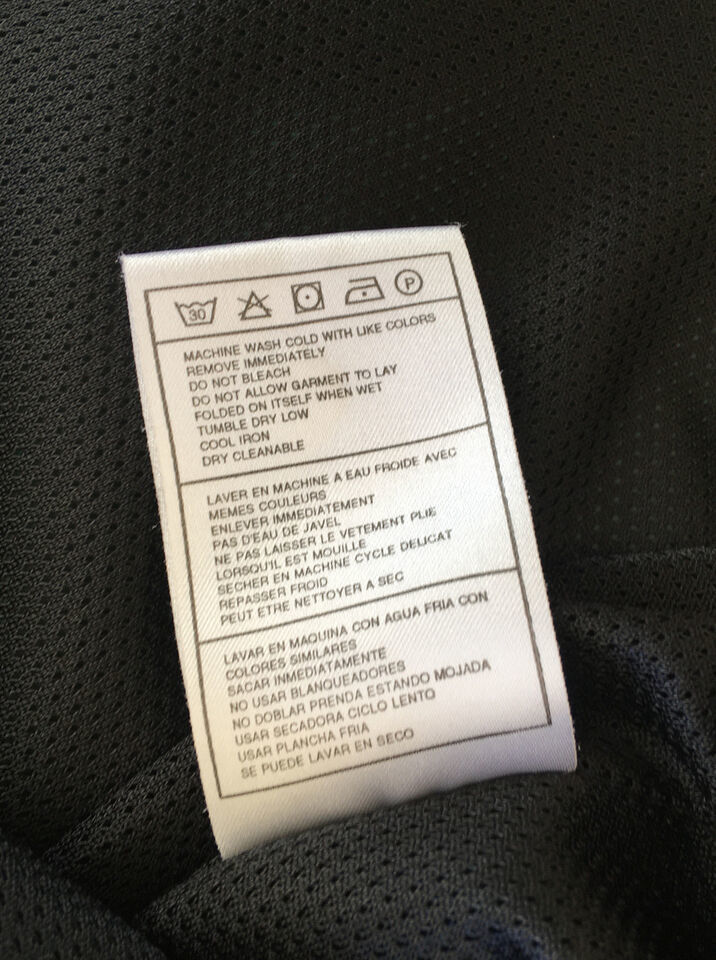 30 P
MACHINE WASH COLD WITH LIKE COLORS
REMOVE IMMEDIATELY
DO NOT BLEACH
DO NOT ALLOW GARMENT TO LAY
FOLDED ON ITSELF WHEN WET
TUMBLE DRY LOW
COOL IRON
DRY CLEANABLE
LAVER EN MACHINE A EAU FROIDE AVEC
MEMES COULEURS
ENLEVER IMMEDIATEMENT
PAS D'EAU DE JAVEL
NE PAS LAISSER LE VETEMENT PLIE
LORSQU'IL EST MOUILLE
SECHER EN MACHINE CYCLE DELICAT
REPASSER FROID
PEUT ETRE NETTOYER A SEC
LAVAR EN MAQUINA CON AGUA FRIA CON
COLORES SIMILARES
SACAR INMEDIATAMENTE
NO USAR BLANQUEADORES
NO DOBLAR PRENDA ESTANDO MOJADA
USAR SECADORA CICLO LENTO
USAR PLANCHA FRIA
SE PUEDE LAVAR EN SECO